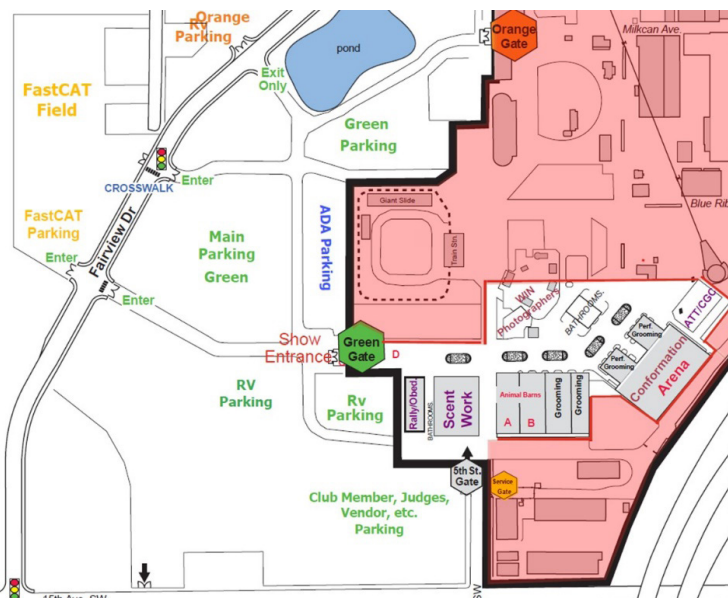 Orange
RV
Parking
Orange
Gate
Milkcan Ave.
pond
Exit
Only
FastCAT
Field
Green
Parking
CROSSWALK
Enter
Giant Slide
Blue Rib
FastCAT
Parking
Fairview Dr
Main
Parking
Green
ADA Parking
Train Stn.
Enter
Enter
WIN
Photographers
BATHROOMS.
ATT/CGC
Show
Entrance
Green
Gate
D
Perf.
Grooming
Perf.
Grooming
Conformation
Arena
RV
Parking
Rv
Parking
Rally/Obed.
BATHROOMS
Scent
Work
Animal Barns
A
B
Grooming
Grooming
5th St.
Gate
Service
Gate
Club Member, Judges,
Vendor, etc.
Parking
15th Ave. SW
SW